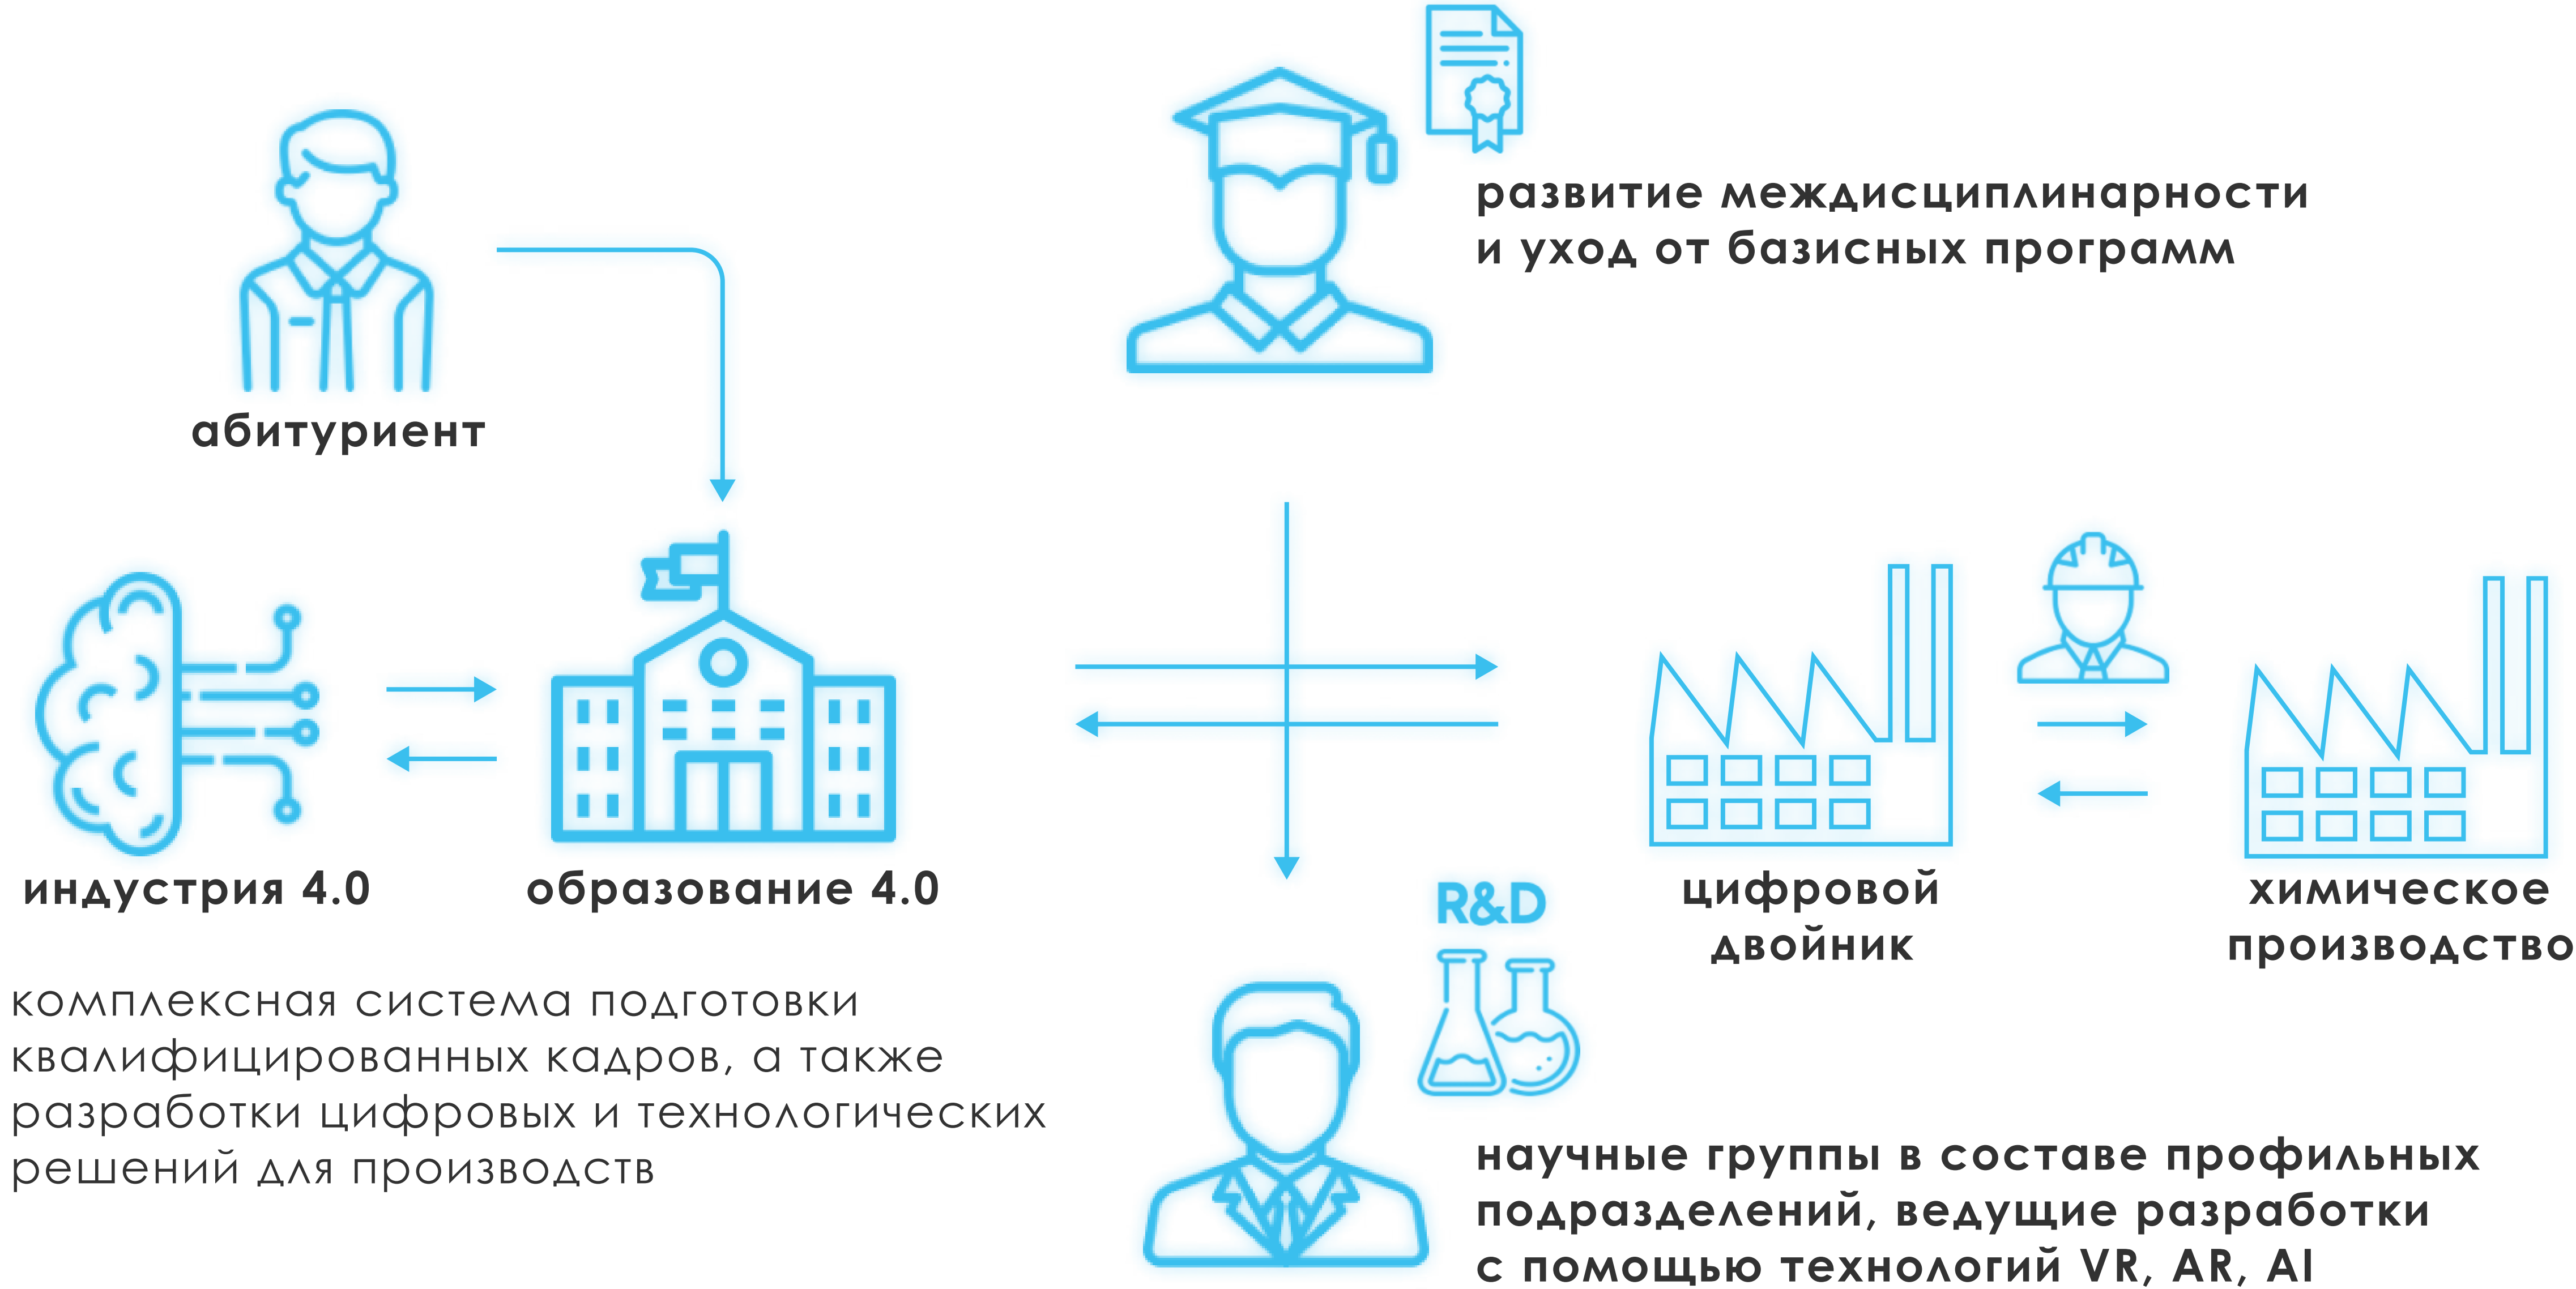 развитие междисциплинарности
и уход от базисных программ
абитуриент
индустрия 4.0
образование 4.0
цифровой
двойник
химическое
производство
комплексная система подготовки
квалифицированных кадров, а также
разработки цифровых и технологических
решений для производств
R&D
научные группы в составе профильных
подразделений, ведущие разработки
с помощью технологий VR, AR, AI